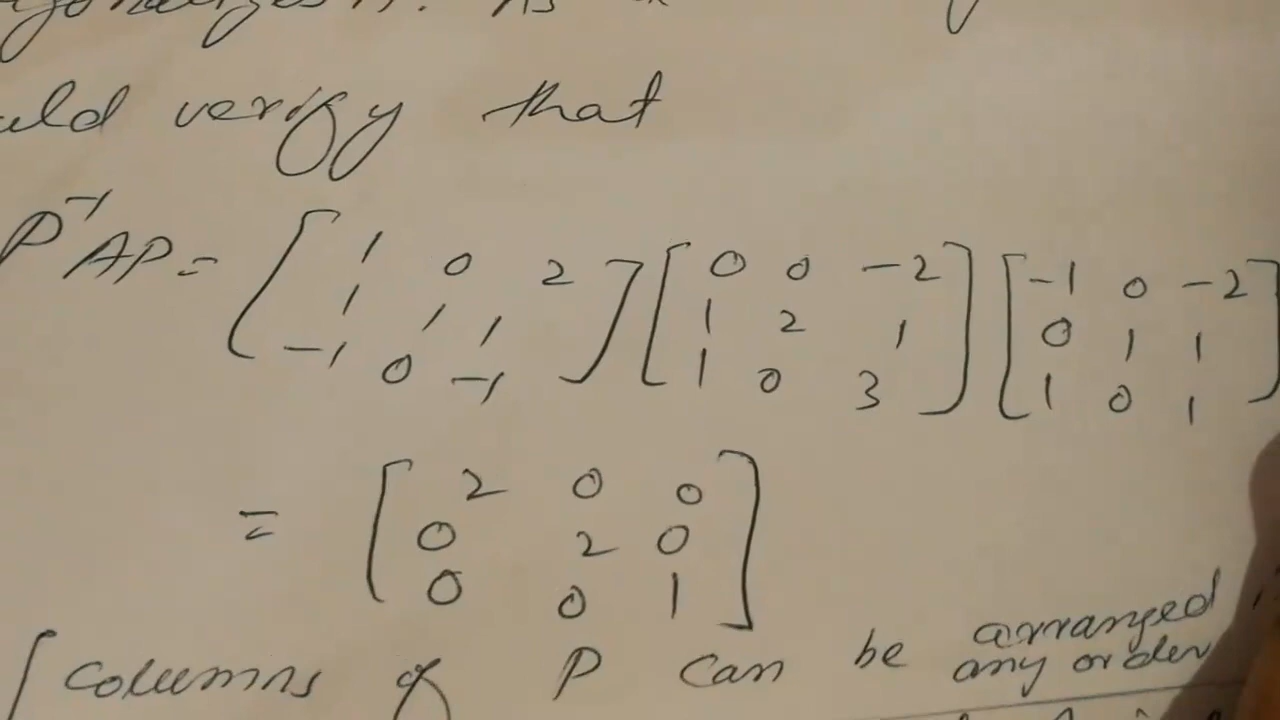 As
verify that
P⁻¹AP = [ 1 0 2 ] [ 0 0 -2 ] [ -1 0 -2 ]
[ 1 1 1 ] [ 1 2 1 ] [ 0 1 1 ]
[ -1 0 -1 ] [ 1 0 3 ] [ 1 0 1 ]
= [ 2 0 0 ]
[ 0 2 0 ]
[ 0 0 1 ]
[ columns of P can be arranged
any order